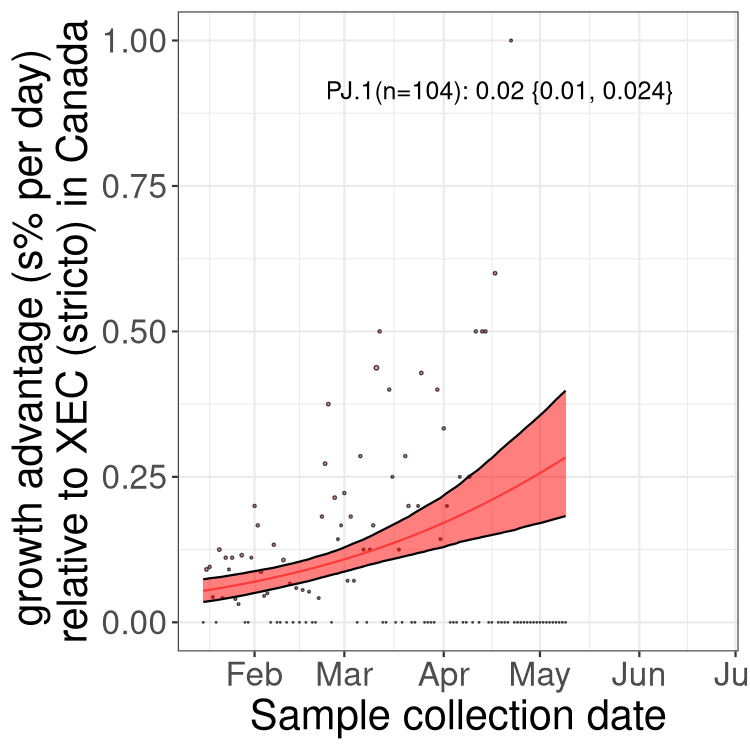 growth advantage (s% per day)
relative to XEC (stricto) in Canada
1.00
0.75
0.50
0.25
0.00
PJ.1(n=104): 0.02 {0.01, 0.024}
Feb Mar Apr May Jun Ju
Sample collection date